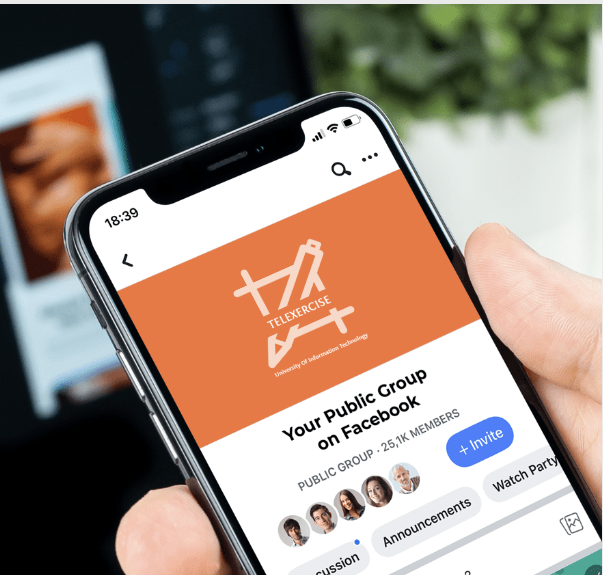 18:39
TELEXERCISE
University Of Information Technology
Your Public Group
on Facebook
PUBLIC GROUP · 25,1K MEMBERS
+ Invite
cussion
Announcements
Watch Party